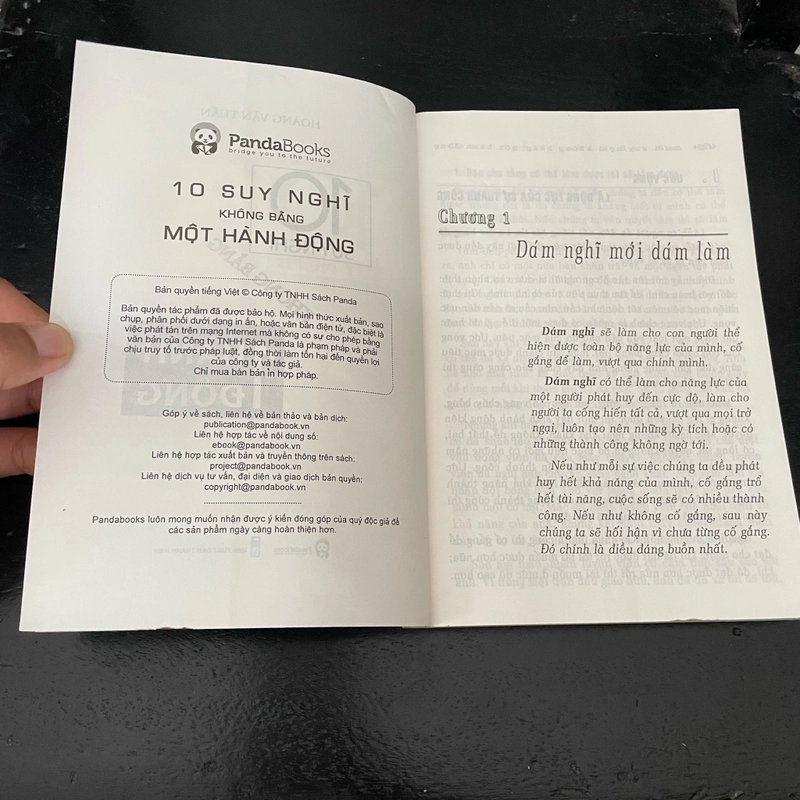 PandaBooks
bridge you to the future
10 SUY NGHĨ
KHÔNG BẰNG
MỘT HÀNH ĐỘNG
Bản quyền tiếng Việt © Công ty TNHH Sách Panda
Bản quyền tác phẩm đã được bảo hộ. Mọi hình thức xuất bản, sao
chụp, phân phối dưới dạng in ấn, hoặc văn bản điện tử, đặc biệt là
việc phát tán trên mạng Internet mà không có sự cho phép bằng
văn bản của Công ty TNHH Sách Panda là phạm pháp và phải
chịu truy tố trước pháp luật, đồng thời làm tổn hại đến quyền lợi
của công ty và tác giả.
Chỉ mua bán bản in hợp pháp.
Góp ý về sách, liên hệ về bản thảo và bản dịch:
publication@pandabook.vn
Liên hệ hợp tác về nội dung số:
ebook@pandabook.vn
Liên hệ hợp tác xuất bản và truyền thông trên sách:
project@pandabook.vn
Liên hệ dịch vụ tư vấn, đại diện và giao dịch bản quyền:
copyright@pandabook.vn
Pandabooks luôn mong muốn nhận được ý kiến đóng góp của quý độc giả để
các sản phẩm ngày càng hoàn thiện hơn.
Chương 1
Dám nghĩ mới dám làm
Dám nghĩ sẽ làm cho con người thể
hiện được toàn bộ năng lực của mình, cố
gắng để làm, vượt qua chính mình.
Dám nghĩ có thể làm cho năng lực của
một người phát huy đến cực độ, làm cho
người ta cống hiến tất cả, vượt qua mọi trở
ngại, luôn tạo nên những kỳ tích hoặc có
những thành công không ngờ tới.
Nếu như mỗi sự việc chúng ta đều phát
huy hết khả năng của mình, cố gắng trổ
hết tài năng, cuộc sống sẽ có nhiều thành
công. Nếu như không cố gắng, sau này
chúng ta sẽ hối hận vì chưa từng cố gắng.
Đó chính là điều đáng buồn nhất.